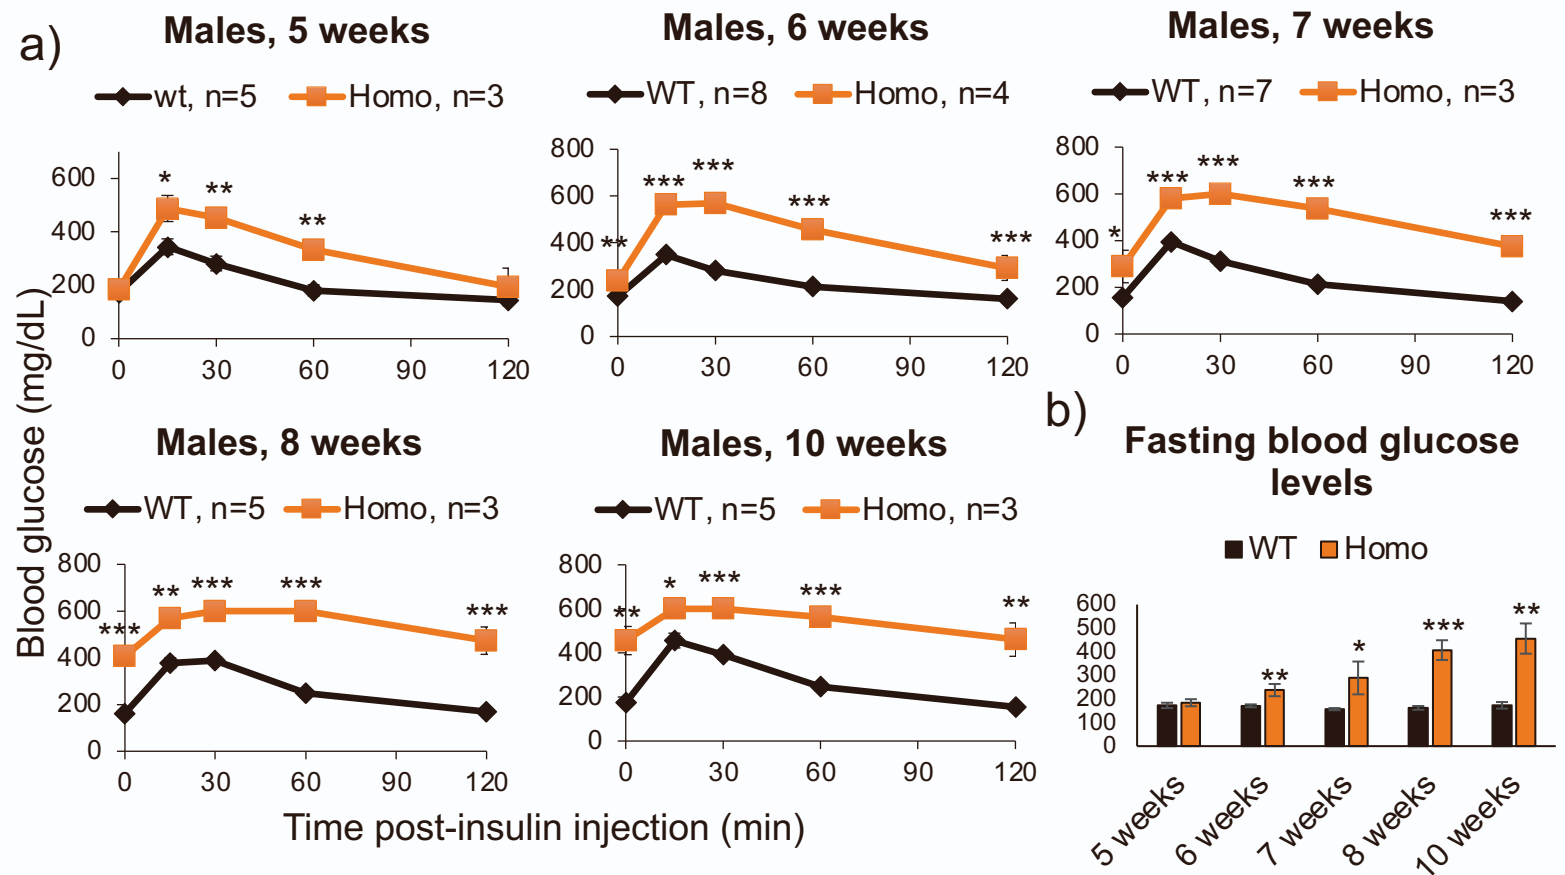 a)
Males, 5 weeks
wt, n=5 Homo, n=3
600
400
200
0
0 30 60 90 120
* ** **
Males, 6 weeks
WT, n=8 Homo, n=4
800
600
400
200
0
0 30 60 90 120
** *** *** *** ***
Males, 7 weeks
WT, n=7 Homo, n=3
800
600
400
200
0
0 30 60 90 120
* *** *** *** ***
Blood glucose (mg/dL)
Males, 8 weeks
WT, n=5 Homo, n=3
800
600
400
200
0
0 30 60 90 120
*** ** *** *** ***
Males, 10 weeks
WT, n=5 Homo, n=3
800
600
400
200
0
0 30 60 90 120
** * *** *** **
Time post-insulin injection (min)
b)
Fasting blood glucose
levels
WT Homo
600
500
400
300
200
100
0
** * *** **
5 weeks
6 weeks
7 weeks
8 weeks
10 weeks